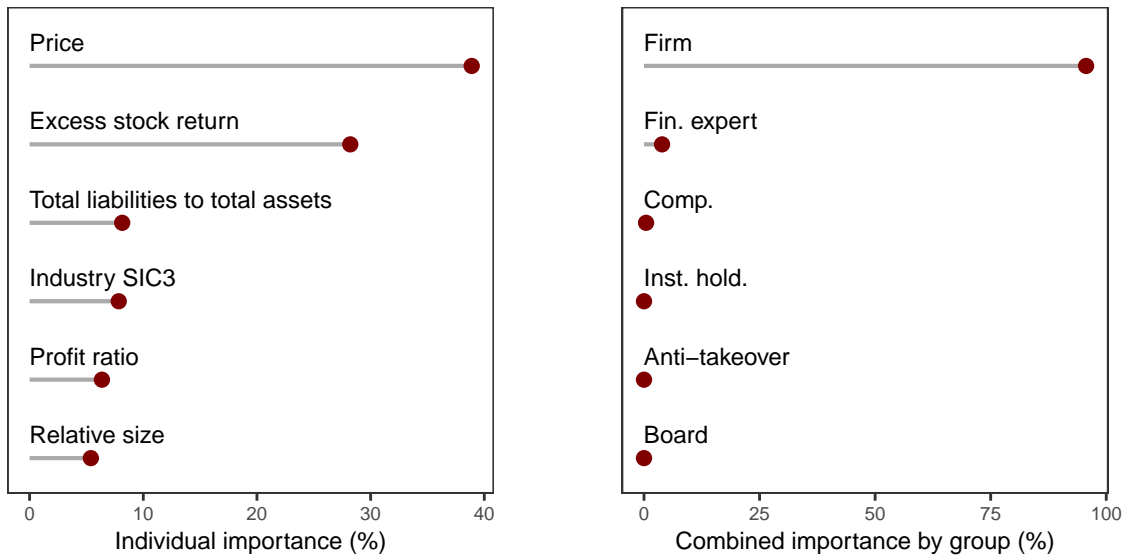 Price
Excess stock return
Total liabilities to total assets
Industry SIC3
Profit ratio
Relative size
0 10 20 30 40
Individual importance (%)
Firm
Fin. expert
Comp.
Inst. hold.
Anti−takeover
Board
0 25 50 75 100
Combined importance by group (%)